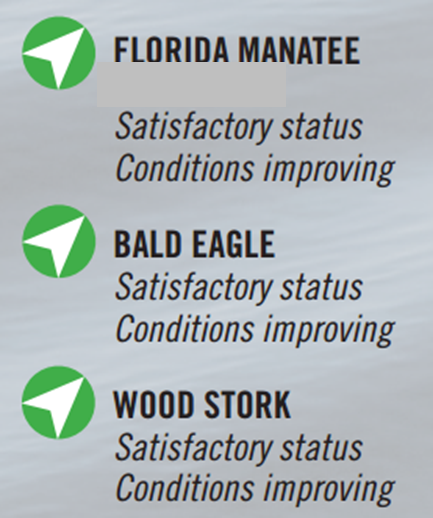 FLORIDA MANATEE
Satisfactory status
Conditions improving
BALD EAGLE
Satisfactory status
Conditions improving
WOOD STORK
Satisfactory status
Conditions improving